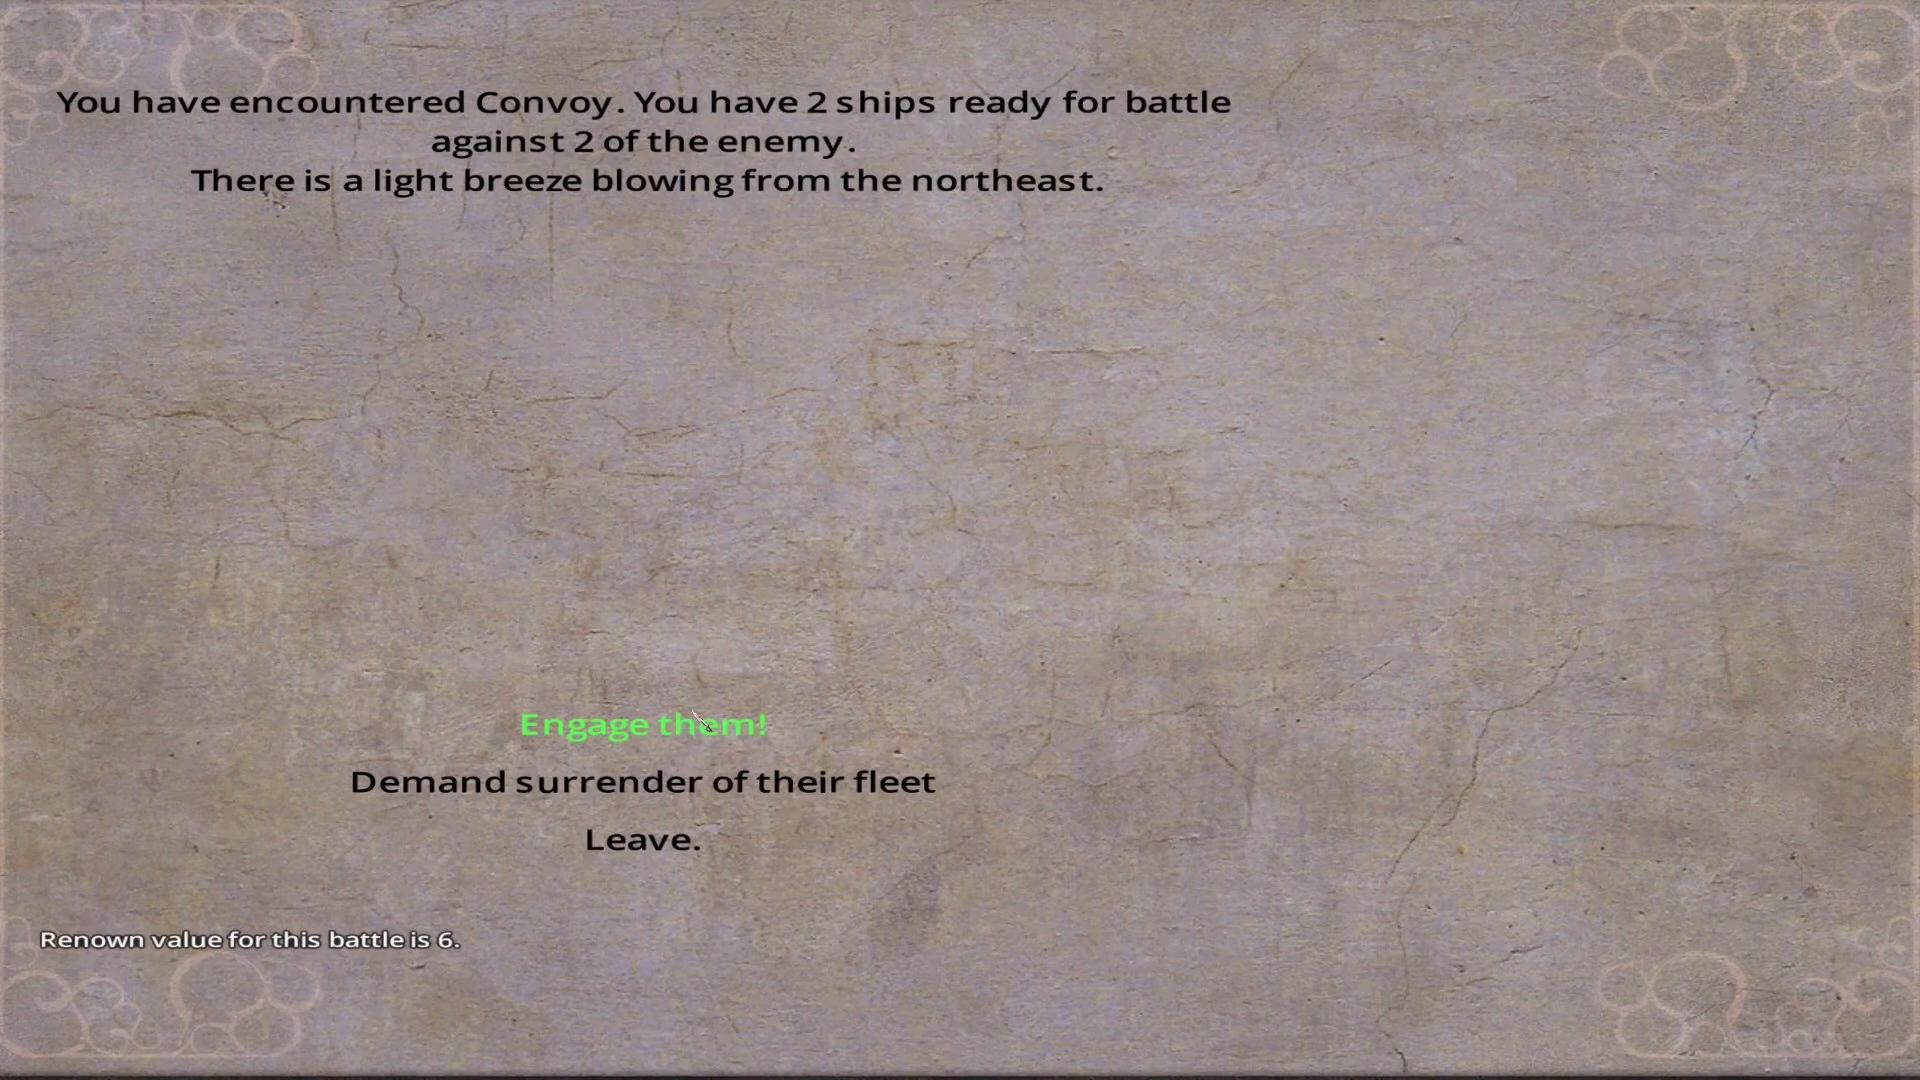 You have encountered Convoy. You have 2 ships ready for battle
against 2 of the enemy.
There is a light breeze blowing from the northeast.
Engage them!
Demand surrender of their fleet
Leave.
Renown value for this battle is 6.